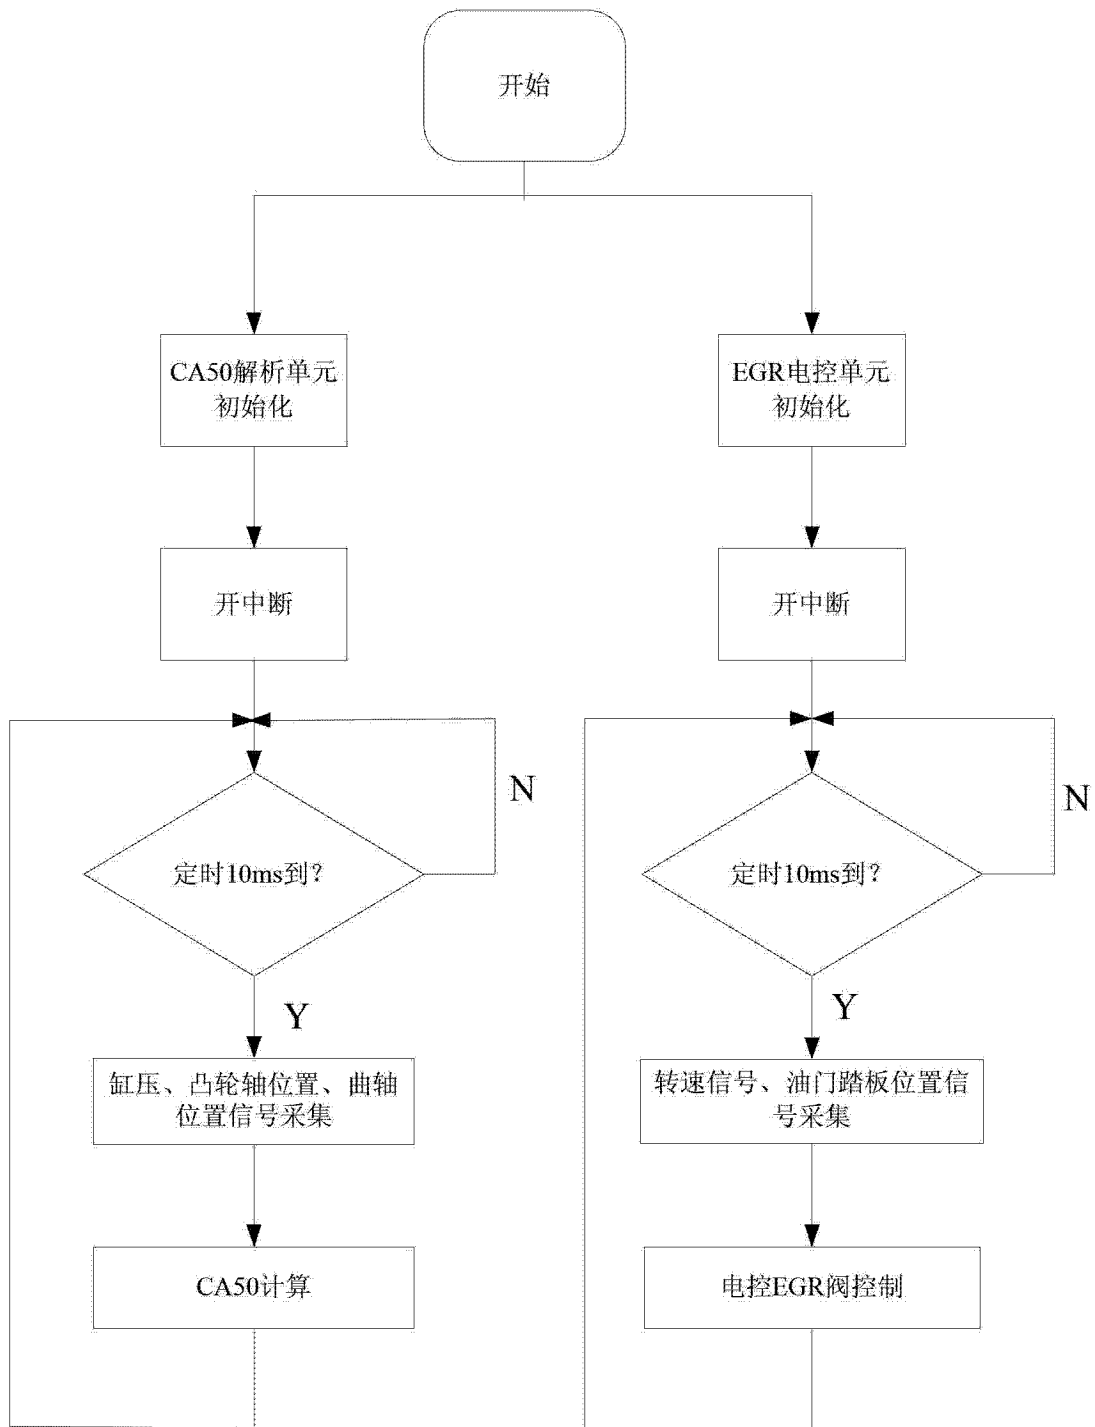 开始
CA50解析单元
初始化
EGR电控单元
初始化
开中断
开中断
N
N
定时10ms到?
定时10ms到?
Y
Y
缸压、凸轮轴位置、曲轴
位置信号采集
转速信号、油门踏板位置信
号采集
CA50计算
电控EGR阀控制